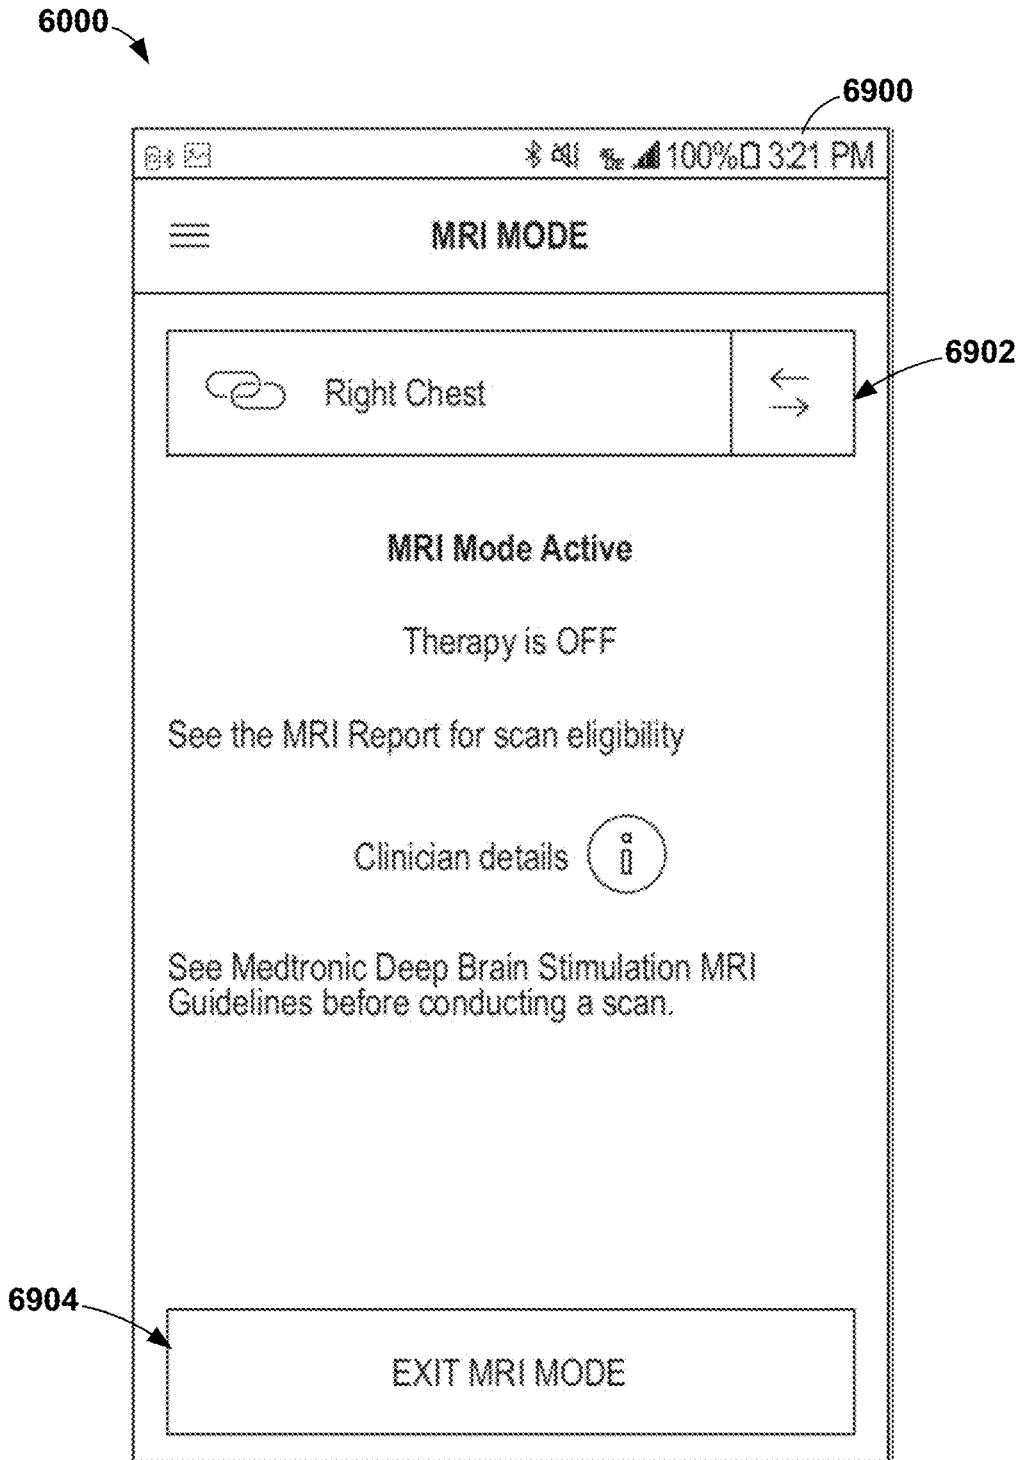 6000
6900
100% 3:21 PM
MRI MODE
6902
Right Chest
MRI Mode Active
Therapy is OFF
See the MRI Report for scan eligibility
Clinician details i
See Medtronic Deep Brain Stimulation MRI
Guidelines before conducting a scan.
6904
EXIT MRI MODE